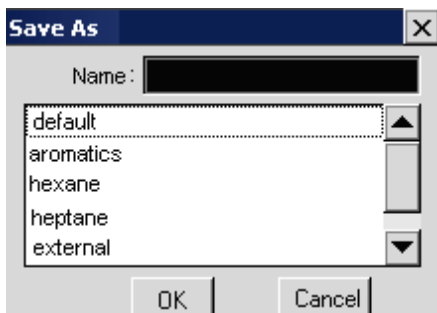 Save As
Name:
default
aromatics
hexane
heptane
external
OK Cancel